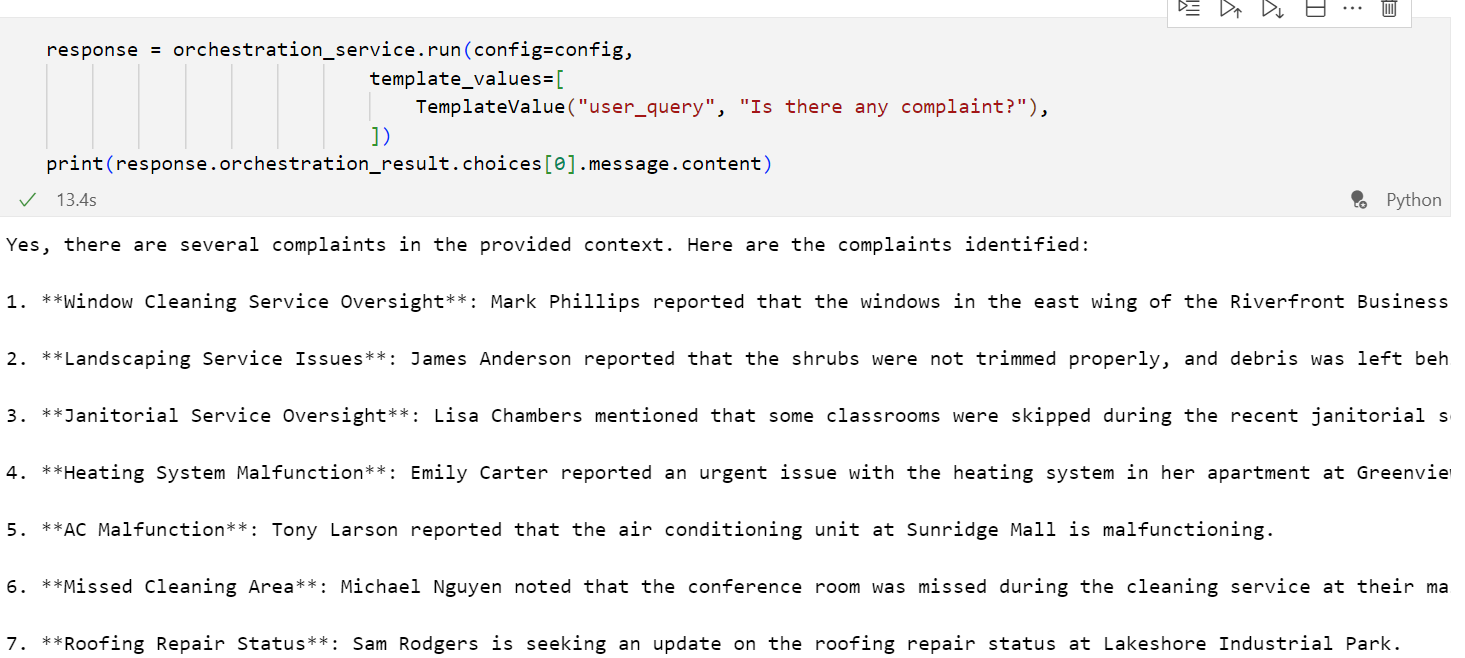 response = orchestration_service.run(config=config,
template_values=[
TemplateValue("user_query", "Is there any complaint?"),
])
print(response.orchestration_result.choices[0].message.content)
13.4s
Python
Yes, there are several complaints in the provided context. Here are the complaints identified:
1. **Window Cleaning Service Oversight**: Mark Phillips reported that the windows in the east wing of the Riverfront Business
2. **Landscaping Service Issues**: James Anderson reported that the shrubs were not trimmed properly, and debris was left beh
3. **Janitorial Service Oversight**: Lisa Chambers mentioned that some classrooms were skipped during the recent janitorial s
4. **Heating System Malfunction**: Emily Carter reported an urgent issue with the heating system in her apartment at Greenvie
5. **AC Malfunction**: Tony Larson reported that the air conditioning unit at Sunridge Mall is malfunctioning.
6. **Missed Cleaning Area**: Michael Nguyen noted that the conference room was missed during the cleaning service at their ma
7. **Roofing Repair Status**: Sam Rodgers is seeking an update on the roofing repair status at Lakeshore Industrial Park.